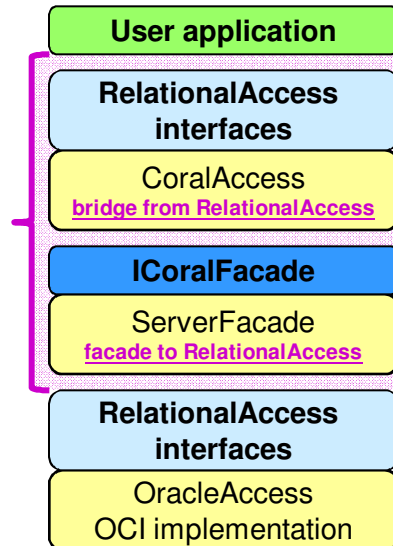 User application
RelationalAccess
interfaces
CoralAccess
bridge from RelationalAccess
ICoralFacade
ServerFacade
facade to RelationalAccess
RelationalAccess
interfaces
OracleAccess
OCI implementation